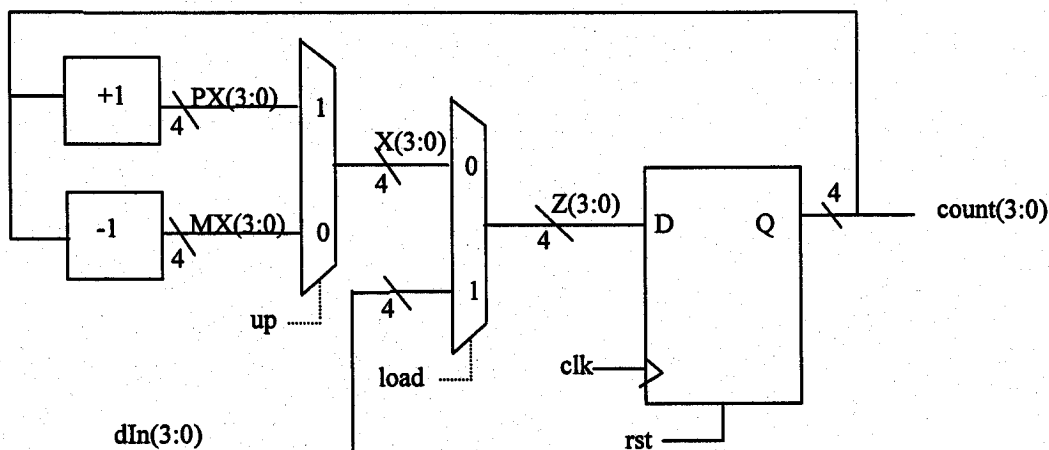 +1
4
PX(3:0)
-1
4
MX(3:0)
1
0
up
X(3:0)
4
0
1
4
load
dIn(3:0)
Z(3:0)
4
D
Q
clk
rst
4
count(3:0)